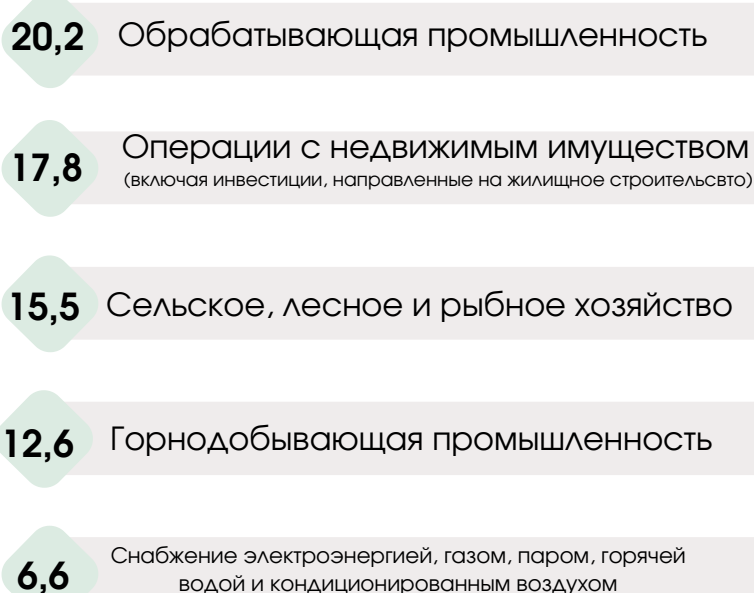 20,2 Обрабатывающая промышленность
17,8 Операции с недвижимым имуществом
(включая инвестиции, направленные на жилищное строительсвто)
15,5 Сельское, лесное и рыбное хозяйство
12,6 Горнодобывающая промышленность
6,6 Снабжение электроэнергией, газом, паром, горячей
водой и кондиционированным воздухом